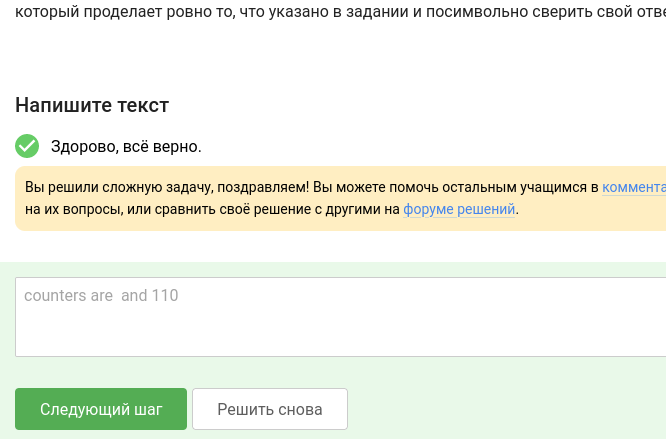 который проделает ровно то, что указано в задании и посимвольно сверить свой отве
Напишите текст
Здорово, всё верно.
Вы решили сложную задачу, поздравляем! Вы можете помочь остальным учащимся в коммента
на их вопросы, или сравнить своё решение с другими на форуме решений.
counters are  and 110
Следующий шаг
Решить снова